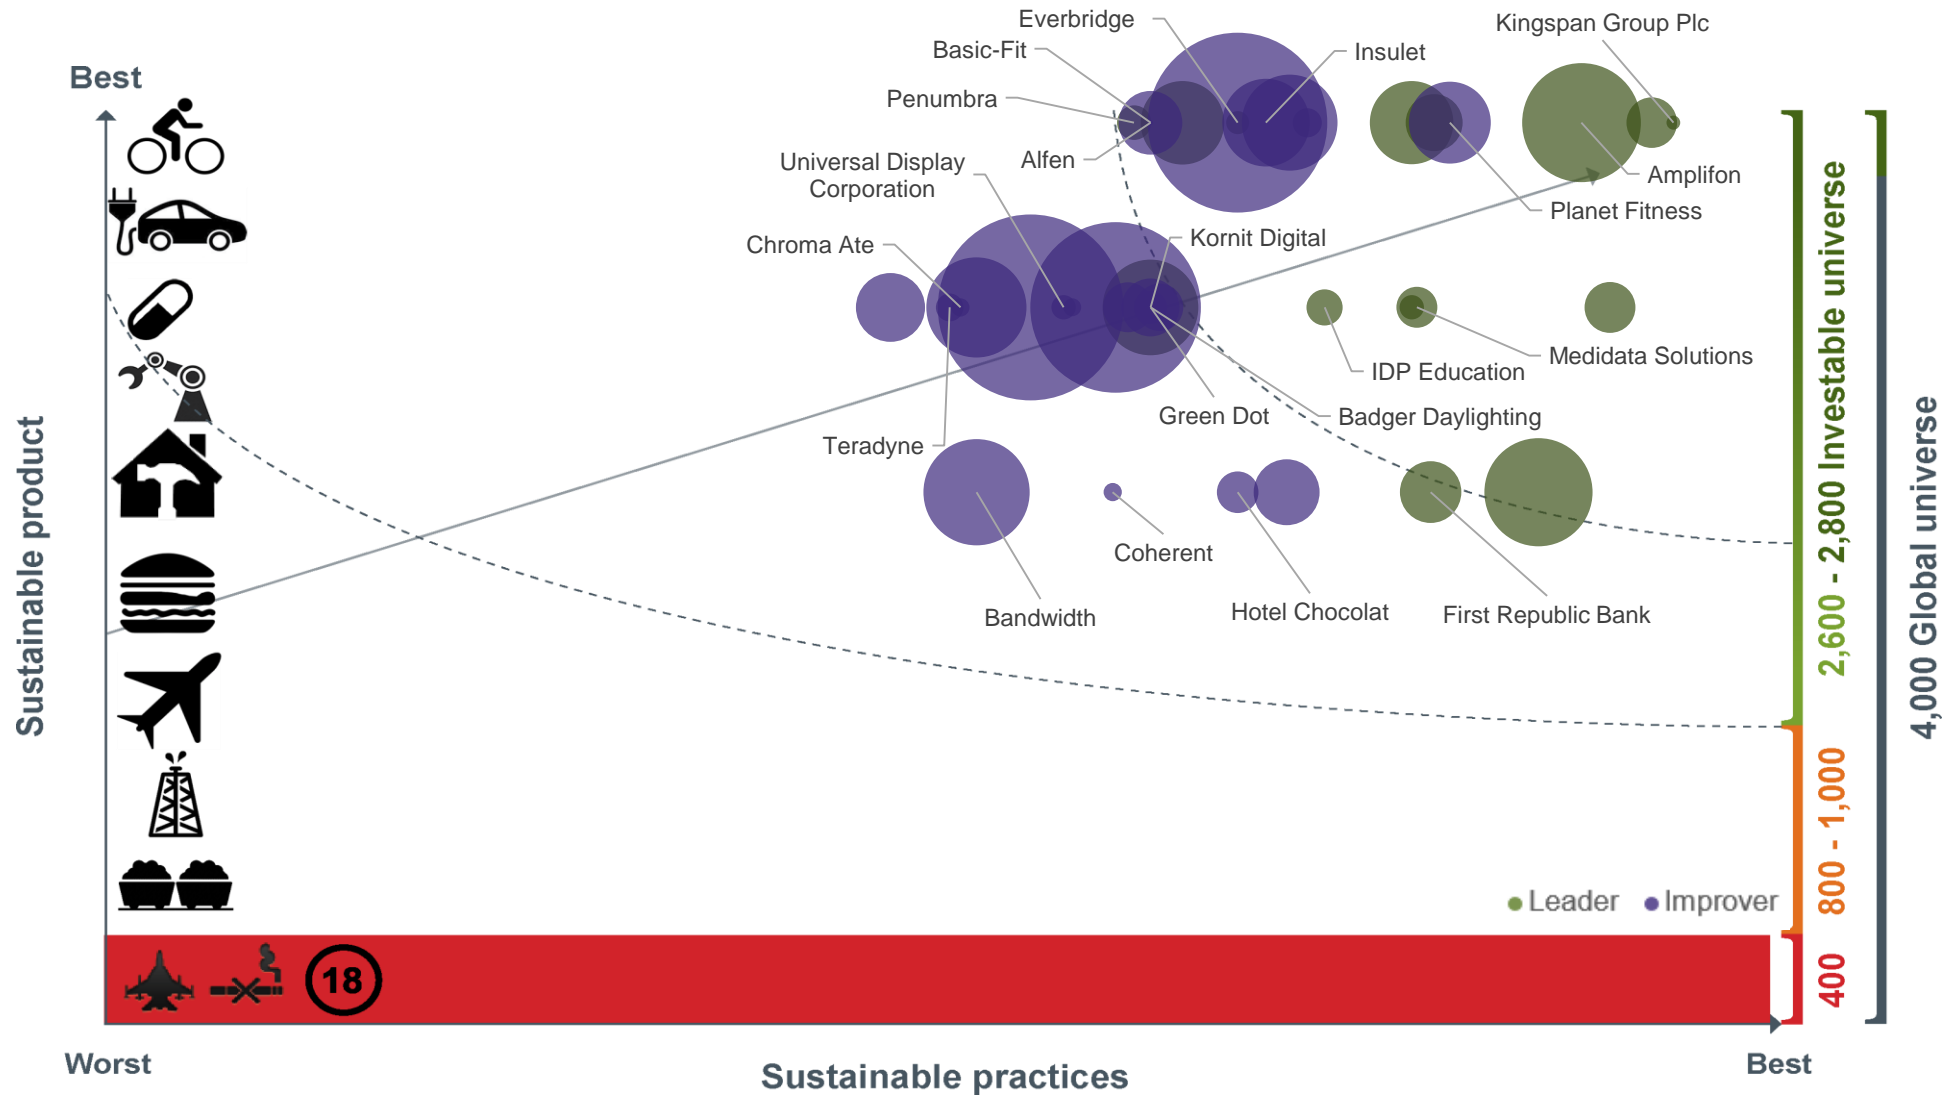 Everbridge
Kingspan Group Plc
Basic-Fit
Insulet
Best
Penumbra
Universal Display
Corporation
Alfen
Amplifon
Planet Fitness
Chroma Ate
Kornit Digital
Medidata Solutions
IDP Education
Green Dot
Badger Daylighting
Teradyne
Coherent
Bandwidth
Hotel Chocolat
First Republic Bank
Sustainable product
2,600 - 2,800 Investable universe
4,000 Global universe
800 - 1,000
Leader
Improver
18
400
Worst
Sustainable practices
Best